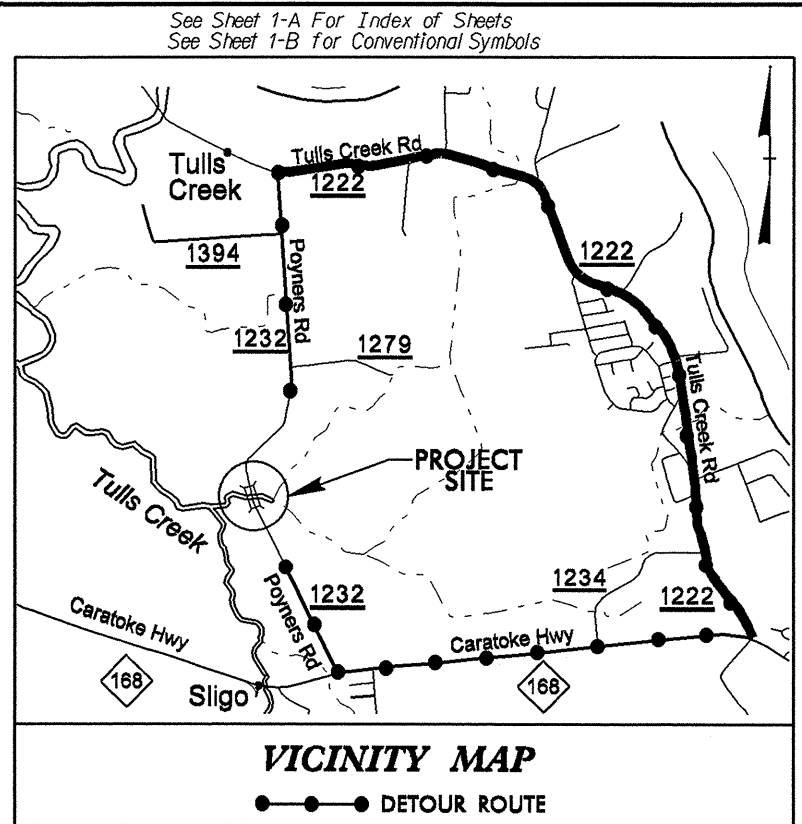 See Sheet 1-A For Index of Sheets
See Sheet 1-B for Conventional Symbols
Tulls Creek Rd
Tulls
Creek
1222
1394
Poyners Rd
1222
1232
1279
Tulls Creek Rd
PROJECT
SITE
Tulls Creek
1234
1232
1222
Poyners Rd
Caratoke Hwy
Caratoke Hwy
168
Sligo
168
VICINITY MAP
DETOUR ROUTE